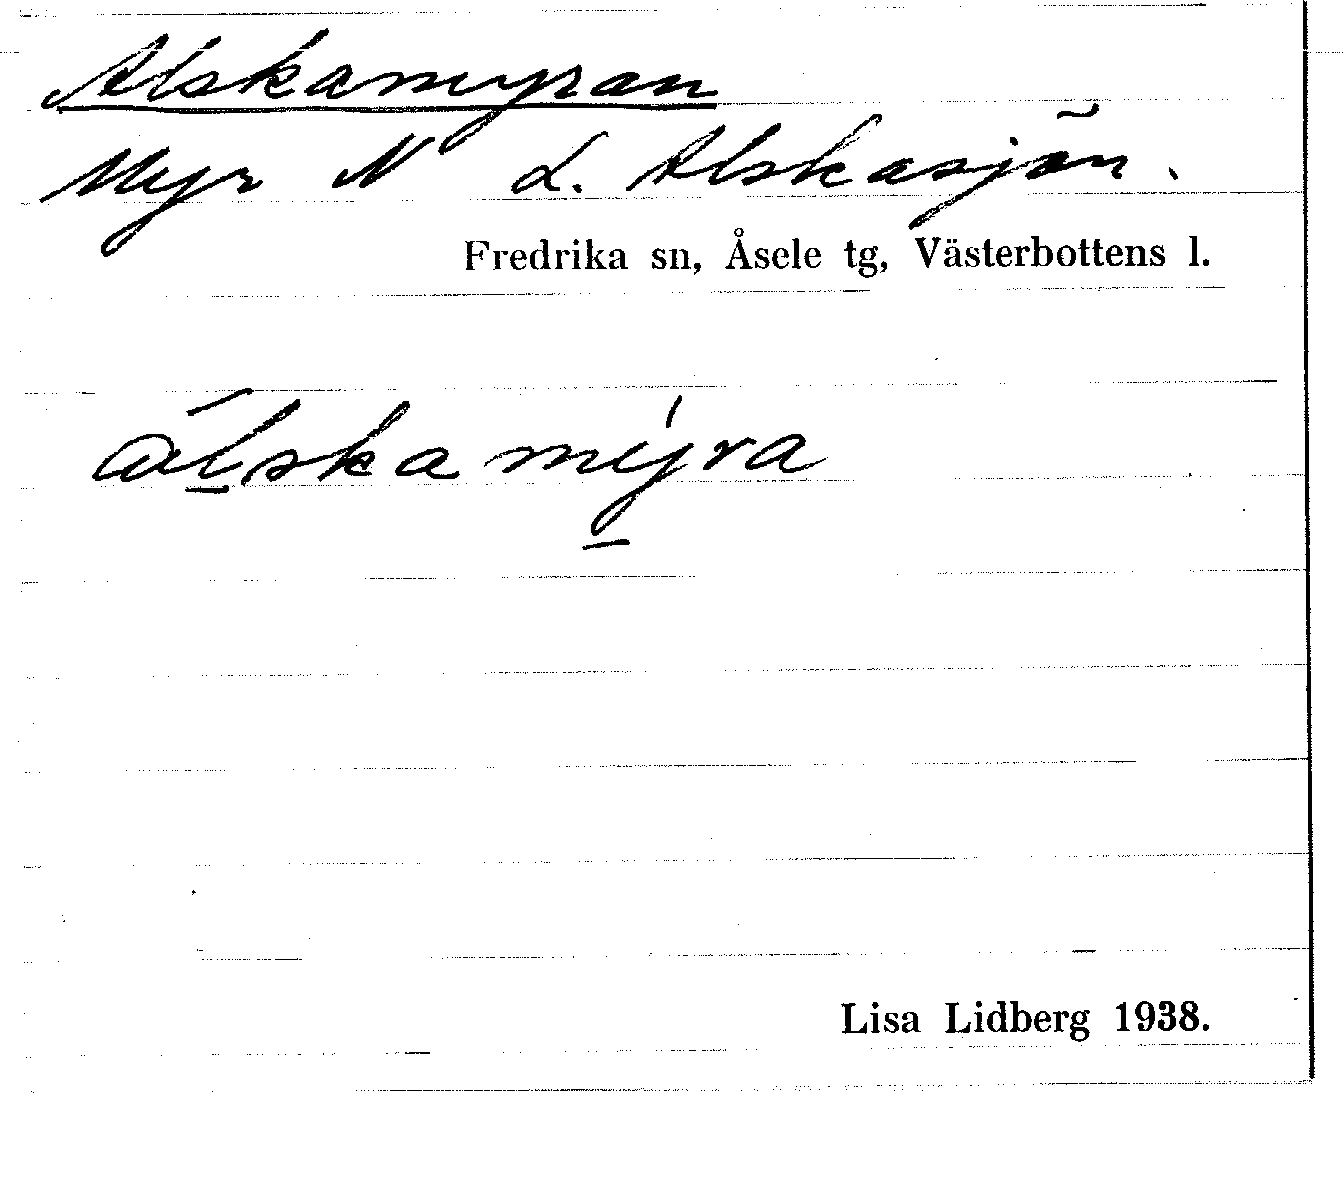 Alskamyran
Myr N L. Alskasjön.
Fredrika sn, Åsele tg, Västerbottens l.
alskamýra
Lisa Lidberg 1938.